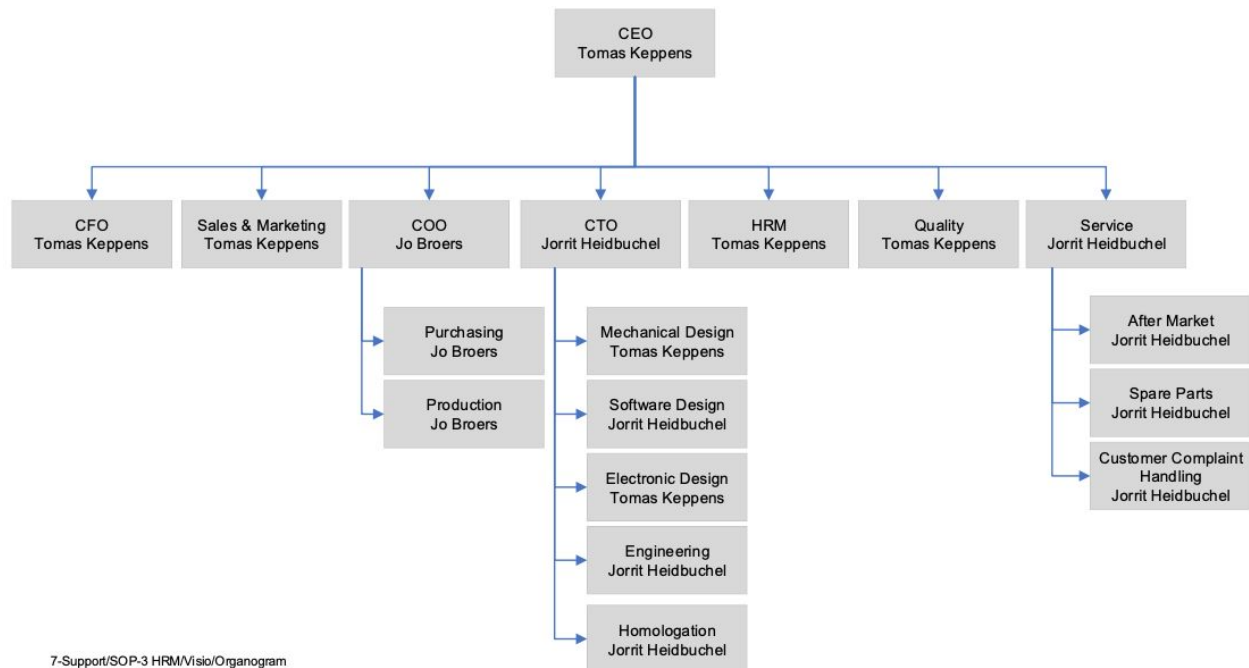 CEO
Tomas Keppens
CFO
Tomas Keppens
Sales & Marketing
Tomas Keppens
COO
Jo Broers
CTO
Jorrit Heidbuchel
HRM
Tomas Keppens
Quality
Tomas Keppens
Service
Jorrit Heidbuchel
Purchasing
Jo Broers
Production
Jo Broers
Mechanical Design
Tomas Keppens
Software Design
Jorrit Heidbuchel
Electronic Design
Tomas Keppens
Engineering
Jorrit Heidbuchel
Homologation
Jorrit Heidbuchel
After Market
Jorrit Heidbuchel
Spare Parts
Jorrit Heidbuchel
Customer Complaint
Handling
Jorrit Heidbuchel
7-Support/SOP-3 HRM/Visio/Organogram